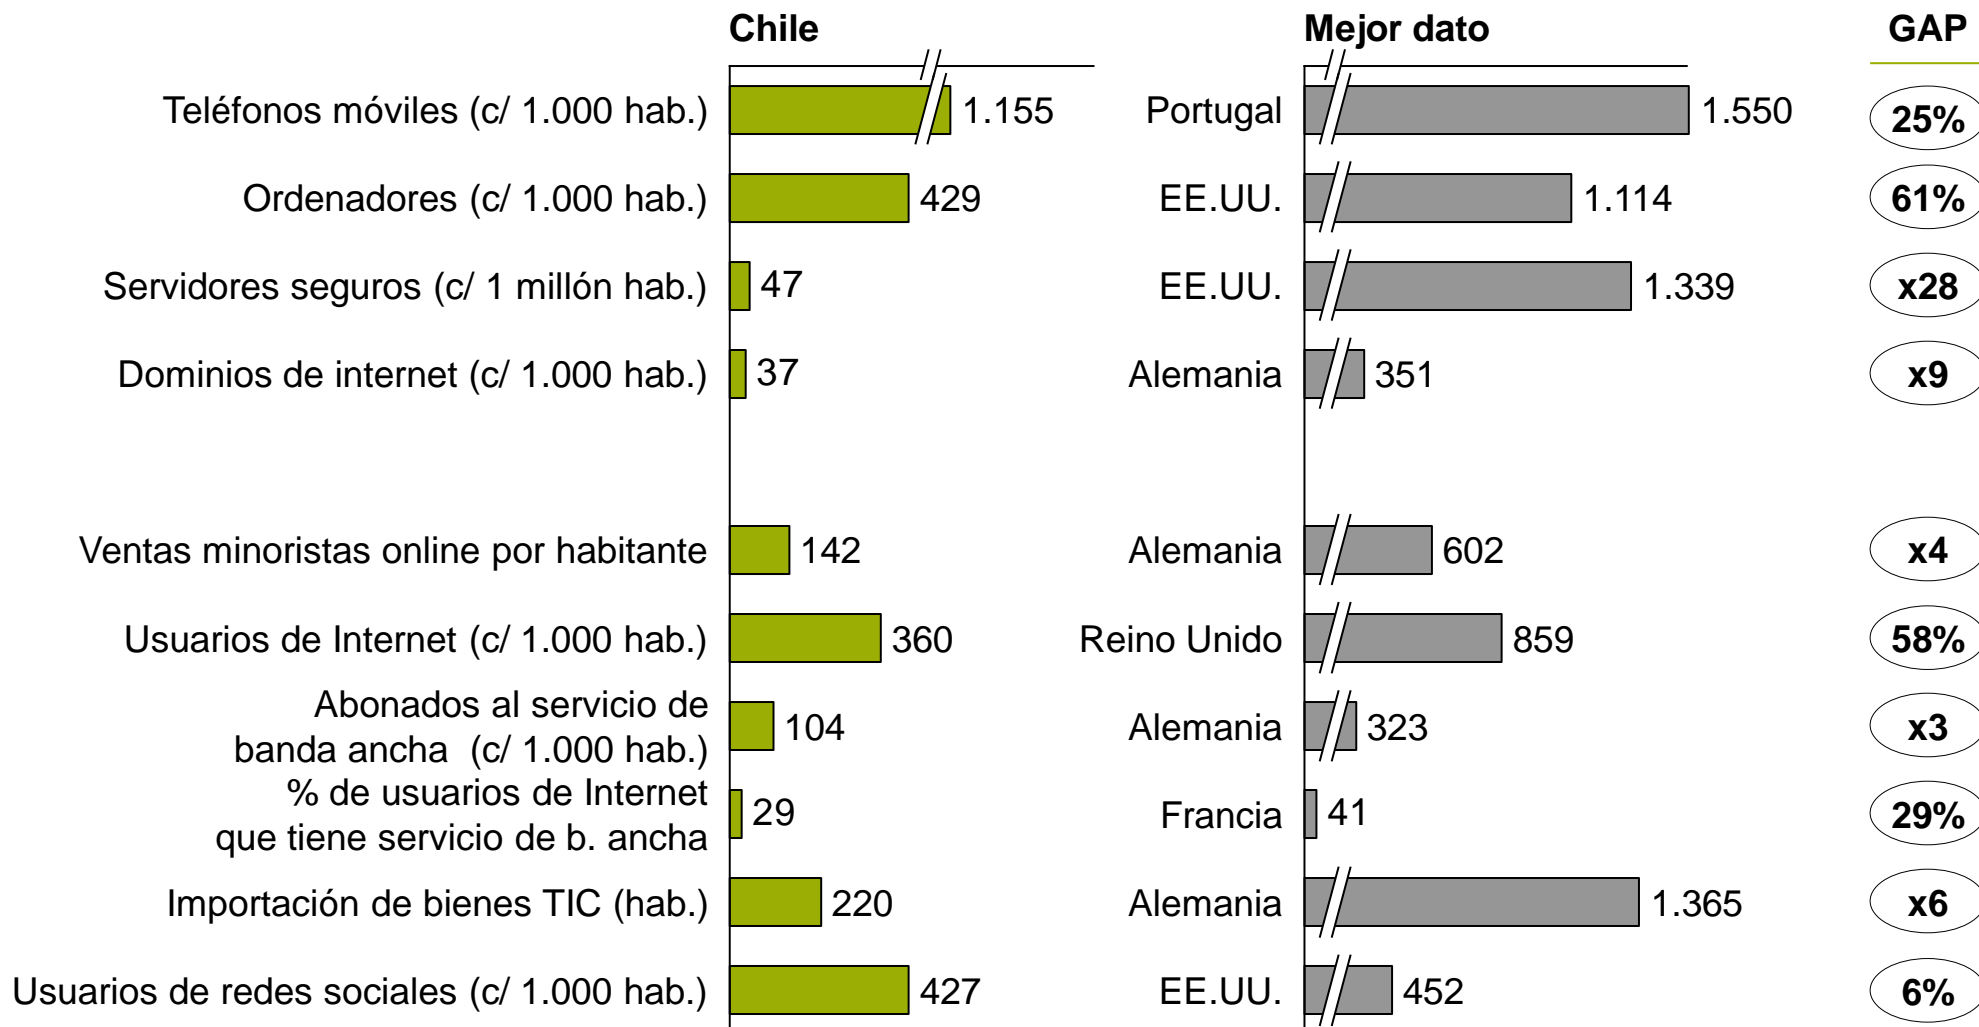 Chile Mejor dato GAP
Teléfonos móviles (c/ 1.000 hab.) 1.155 Portugal 1.550 25%
Ordenadores (c/ 1.000 hab.) 429 EE.UU. 1.114 61%
Servidores seguros (c/ 1 millón hab.) 47 EE.UU. 1.339 x28
Dominios de internet (c/ 1.000 hab.) 37 Alemania 351 x9
Ventas minoristas online por habitante 142 Alemania 602 x4
Usuarios de Internet (c/ 1.000 hab.) 360 Reino Unido 859 58%
Abonados al servicio de
banda ancha (c/ 1.000 hab.) 104 Alemania 323 x3
% de usuarios de Internet
que tiene servicio de b. ancha 29 Francia 41 29%
Importación de bienes TIC (hab.) 220 Alemania 1.365 x6
Usuarios de redes sociales (c/ 1.000 hab.) 427 EE.UU. 452 6%